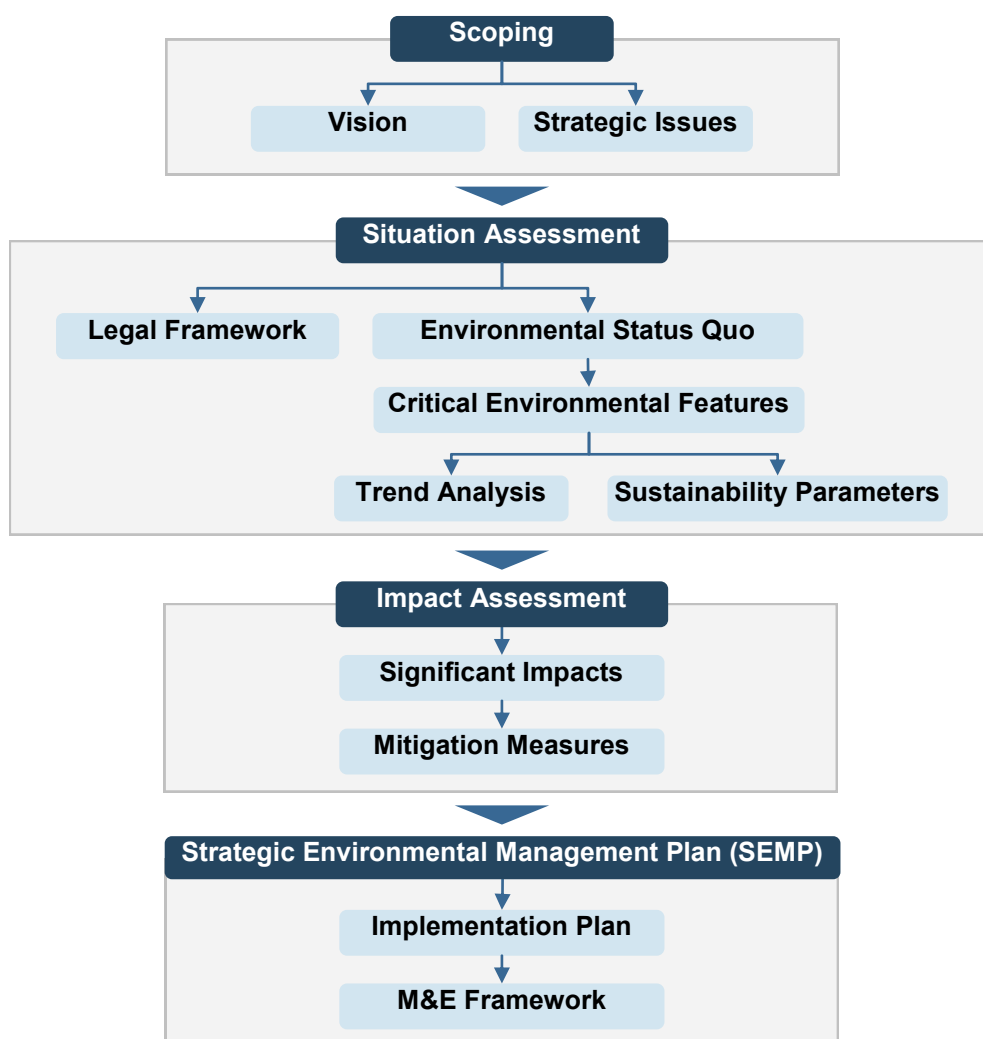 Scoping
Vision
Strategic Issues
Situation Assessment
Legal Framework
Environmental Status Quo
Critical Environmental Features
Trend Analysis
Sustainability Parameters
Impact Assessment
Significant Impacts
Mitigation Measures
Strategic Environmental Management Plan (SEMP)
Implementation Plan
M&E Framework